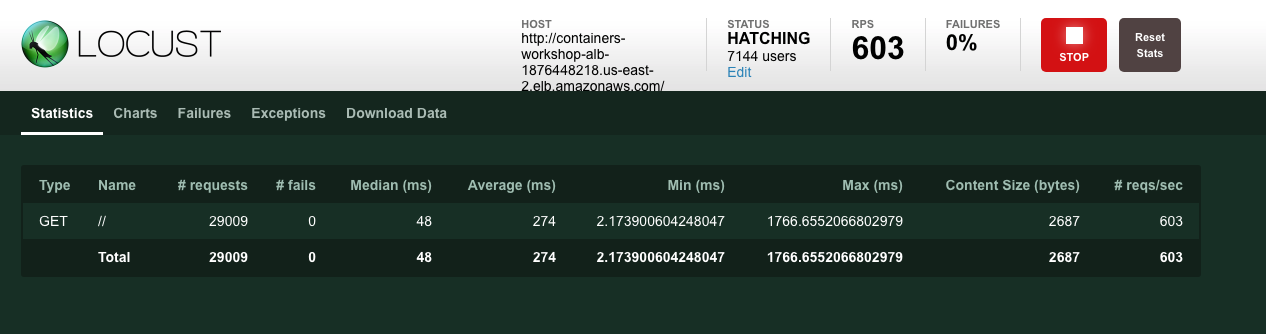 LOCUST
HOST
http://containers-
workshop-alb-
1876448218.us-east-
2.elb.amazonaws.com/
STATUS
HATCHING
7144 users
Edit
RPS
603
FAILURES
0%
STOP
Reset
Stats
Statistics Charts Failures Exceptions Download Data
Type Name # requests # fails Median (ms) Average (ms) Min (ms) Max (ms) Content Size (bytes) # reqs/sec
GET // 29009 0 48 274 2.173900604248047 1766.6552066802979 2687 603
Total 29009 0 48 274 2.173900604248047 1766.6552066802979 2687 603